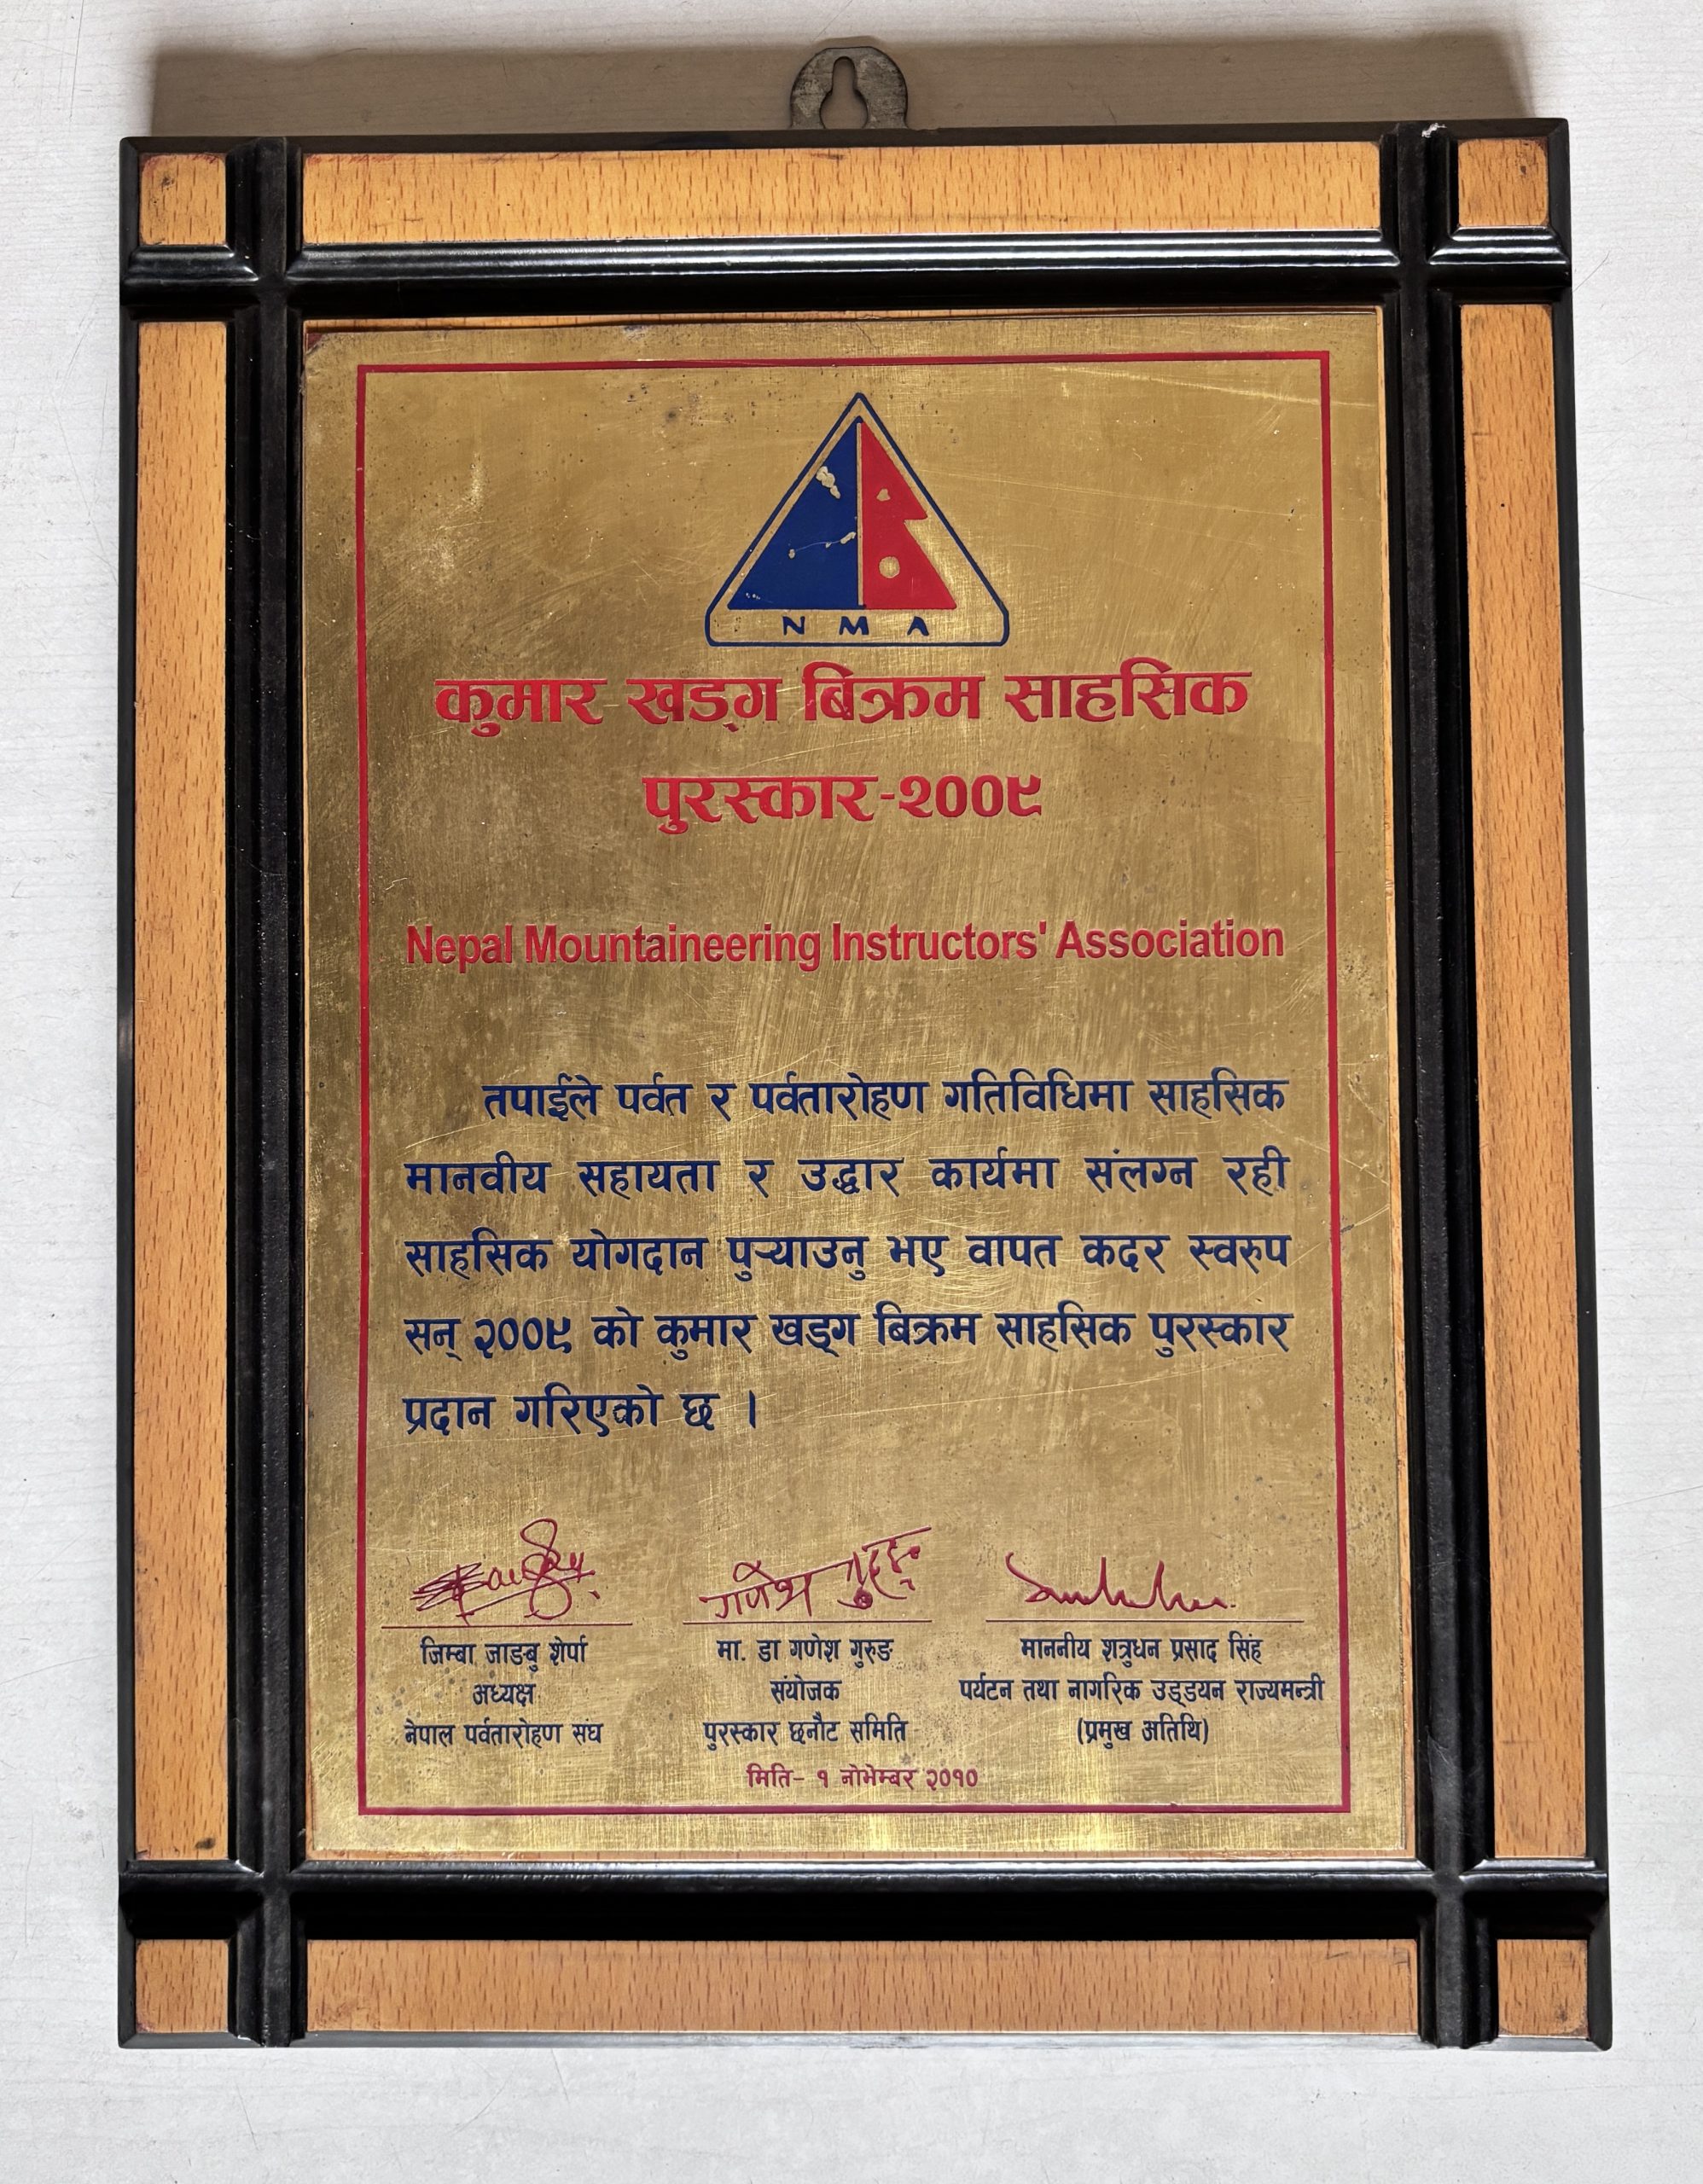 N M A
कुमार खड्ग बिक्रम साहसिक
पुरस्कार-२००९
Nepal Mountaineering Instructors' Association
तपाईले पर्वत र पर्वतारोहण गतिविधिमा साहसिक
मानवीय सहायता र उद्धार कार्यमा संलग्न रही
साहसिक योगदान पुऱ्याउनु भए वापत कदर स्वरुप
सन् २००९ को कुमार खड्ग बिक्रम साहसिक पुरस्कार
प्रदान गरिएको छ ।
गणेश गुरुङ
जिम्बा जाङबु शेर्पा
अध्यक्ष
नेपाल पर्वतारोहण संघ
मा. डा गणेश गुरुङ
संयोजक
पुरस्कार छनौट समिति
माननीय शत्रुधन प्रसाद सिंह
पर्यटन तथा नागरिक उड्डयन राज्यमन्त्री
(प्रमुख अतिथि)
मिति- १ नोभेम्बर २०१०